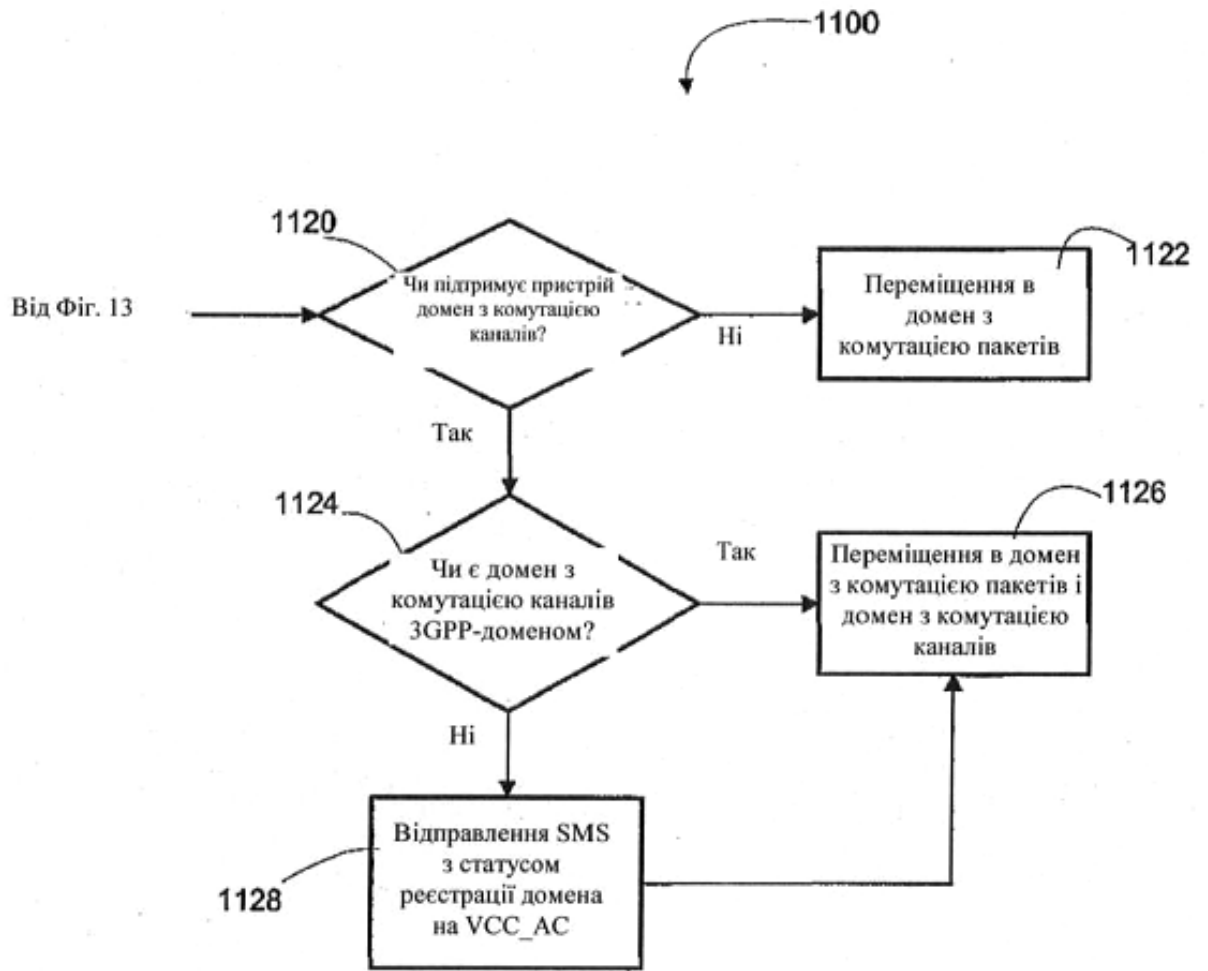 1100
1120
Чи підтримує пристрій
домен з комутацією
каналів?
Від Фіг. 13
Ні
1122
Переміщення в
домен з
комутацією пакетів
Так
1124
Чи є домен з
комутацією каналів
3GPP-доменом?
Так
1126
Переміщення в домен
з комутацією пакетів і
домен з комутацією
каналів
Ні
Відправлення SMS
з статусом
реєстрації домена
на VCC_AC
1128